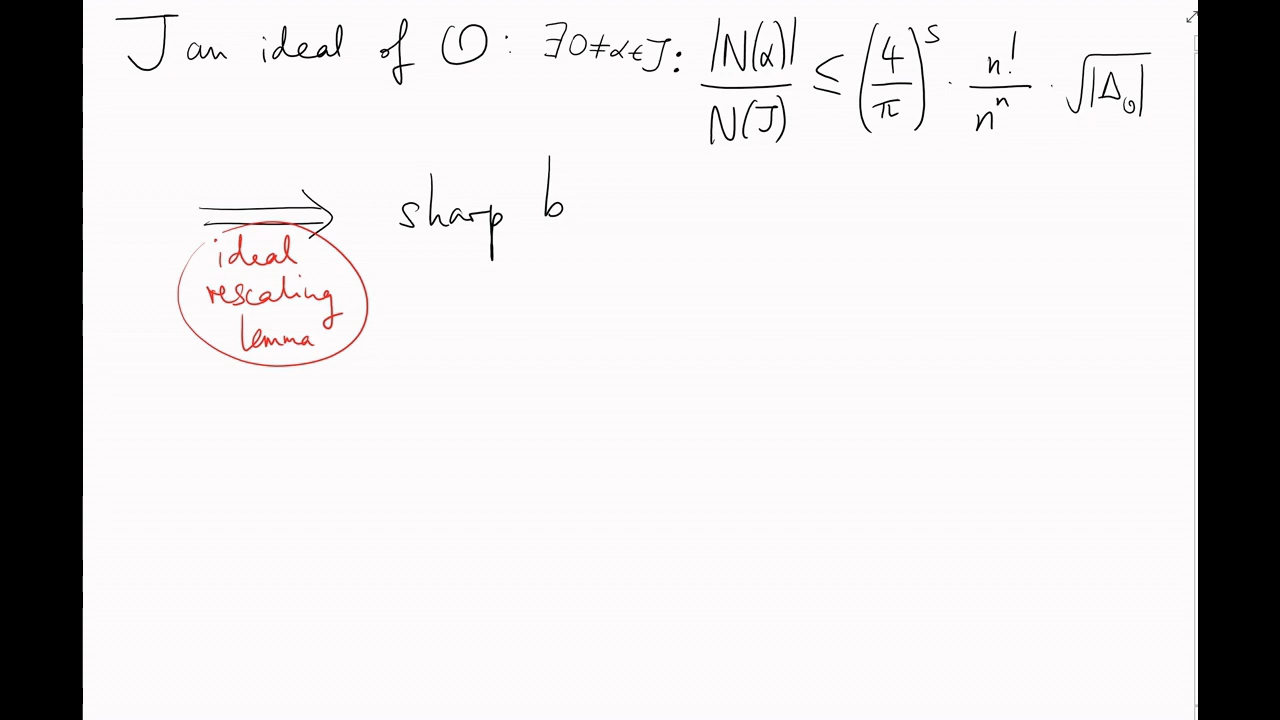 J an ideal of O: ∃0≠α∈J: |N(α)|/N(J) ≤ (4/π)^s · n!/n^n · √|Δ_O|
⟹ sharp b
ideal
rescaling
lemma